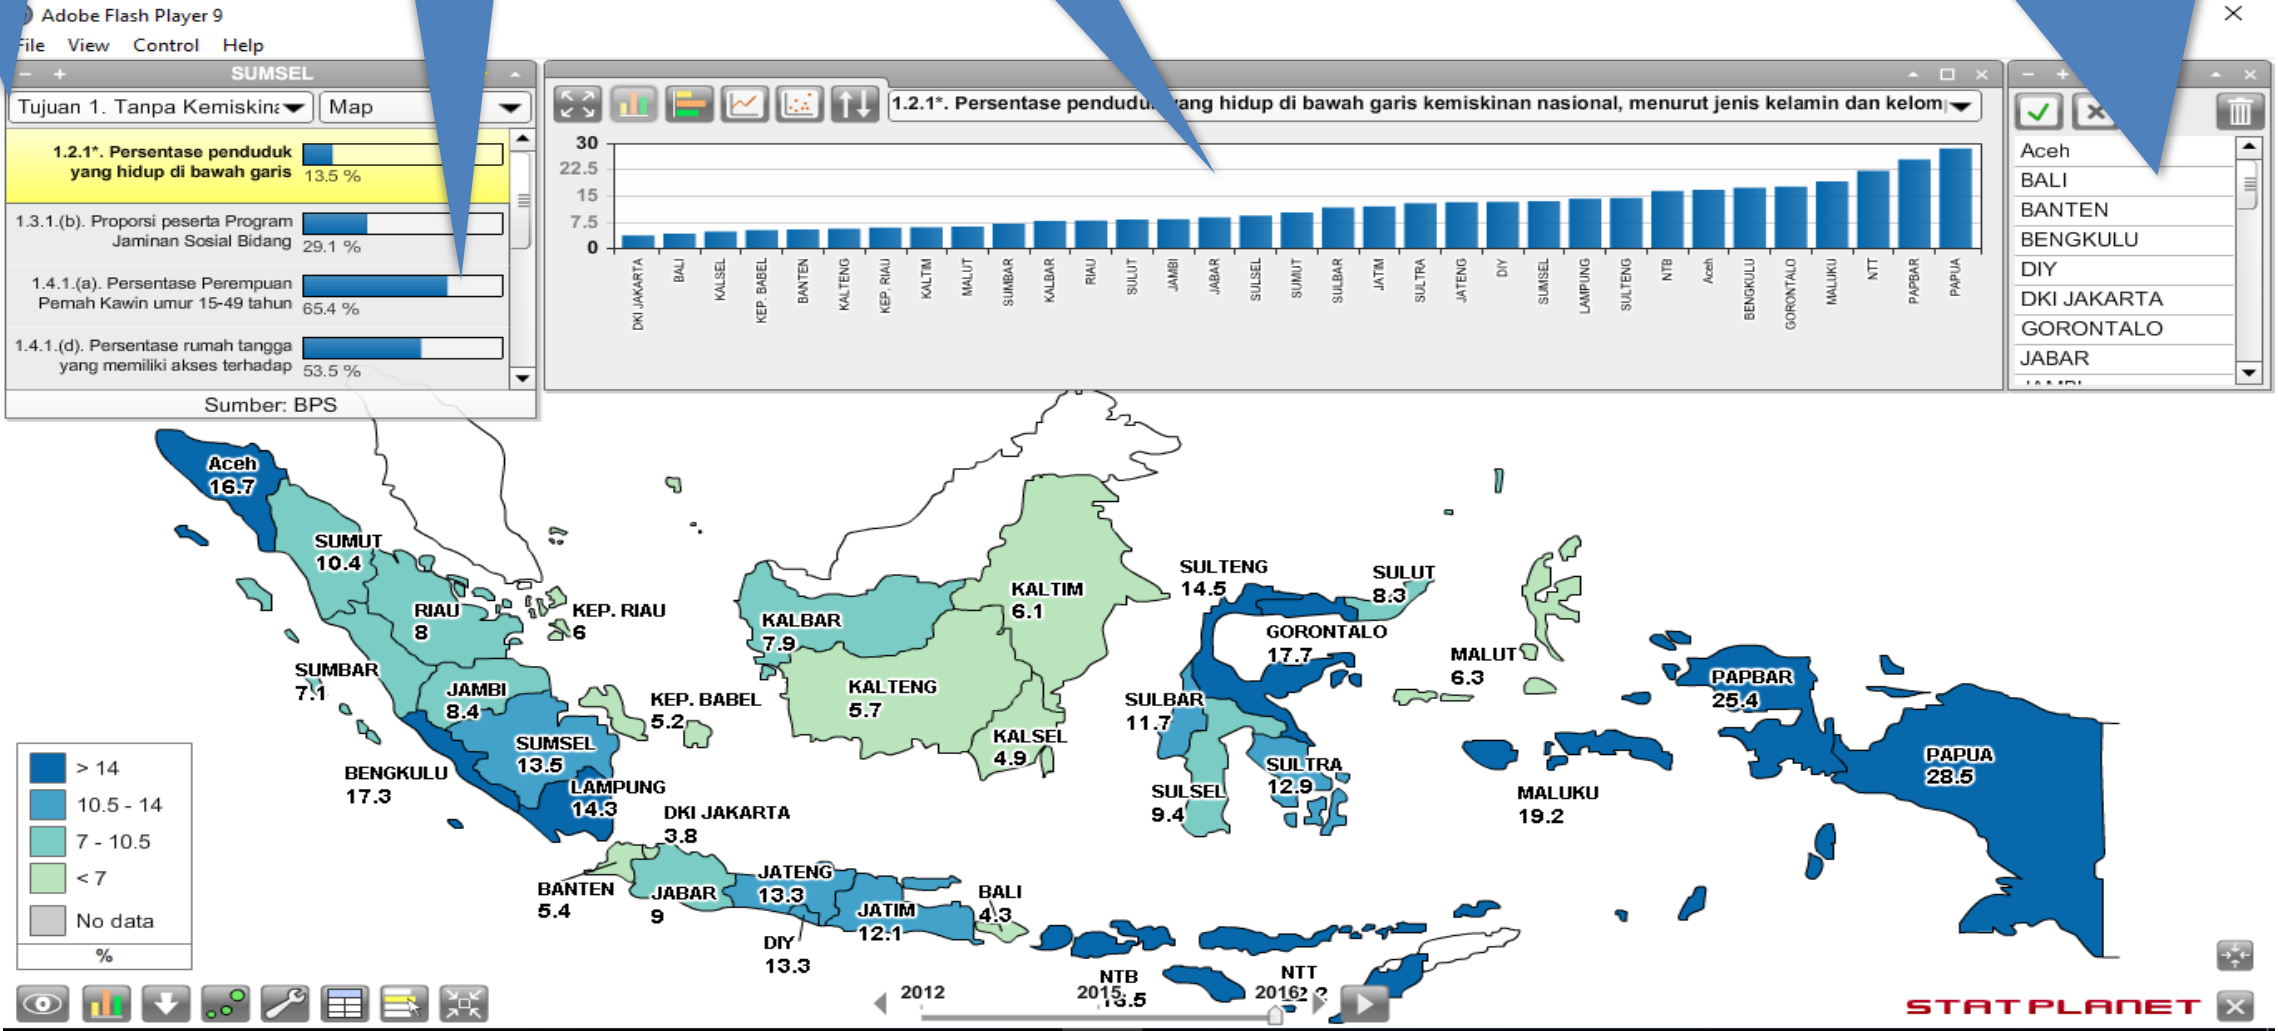 Adobe Flash Player 9
File View Control Help
SUMSEL
Tujuan 1. Tanpa Kemiskina
Map
1.2.1*. Persentase penduduk
yang hidup di bawah garis
13.5 %
1.3.1.(b). Proporsi peserta Program
Jaminan Sosial Bidang
29.1 %
1.4.1.(a). Persentase Perempuan
Pernah Kawin umur 15-49 tahun
65.4 %
1.4.1.(d). Persentase rumah tangga
yang memiliki akses terhadap
53.5 %
Sumber: BPS
1.2.1*. Persentase penduduk yang hidup di bawah garis kemiskinan nasional, menurut jenis kelamin dan kelom
30
22.5
15
7.5
0
DKI JAKARTA
BALI
KALSEL
KEP. BABEL
BANTEN
KALTENG
KEP. RIAU
KALTIM
MALUT
SUMBAR
KALBAR
RIAU
SULUT
JAMBI
JABAR
SULSEL
SUMUT
SULBAR
JATIM
SULTRA
JATENG
DIY
SUMSEL
LAMPUNG
SULTENG
NTB
Aceh
BENGKULU
GORONTALO
MALUKU
NTT
PAPBAR
PAPUA
Aceh
BALI
BANTEN
BENGKULU
DIY
DKI JAKARTA
GORONTALO
JABAR
Aceh
16.7
SUMUT
10.4
RIAU
8
KEP. RIAU
6
SUMBAR
7.1
JAMBI
8.4
KEP. BABEL
5.2
SUMSEL
13.5
BENGKULU
17.3
LAMPUNG
14.3
DKI JAKARTA
3.8
BANTEN
5.4
JABAR
9
JATENG
13.3
DIY
13.3
JATIM
12.1
BALI
4.3
NTB
NTT
KALBAR
7.9
KALTIM
6.1
KALTENG
5.7
KALSEL
4.9
SULTENG
14.5
SULUT
8.3
GORONTALO
17.7
SULBAR
11.7
SULSEL
9.4
SULTRA
12.9
MALUT
6.3
MALUKU
19.2
PAPBAR
25.4
PAPUA
28.5
> 14
10.5 - 14
7 - 10.5
< 7
No data
%
2012
2015
2016
STATPLANET